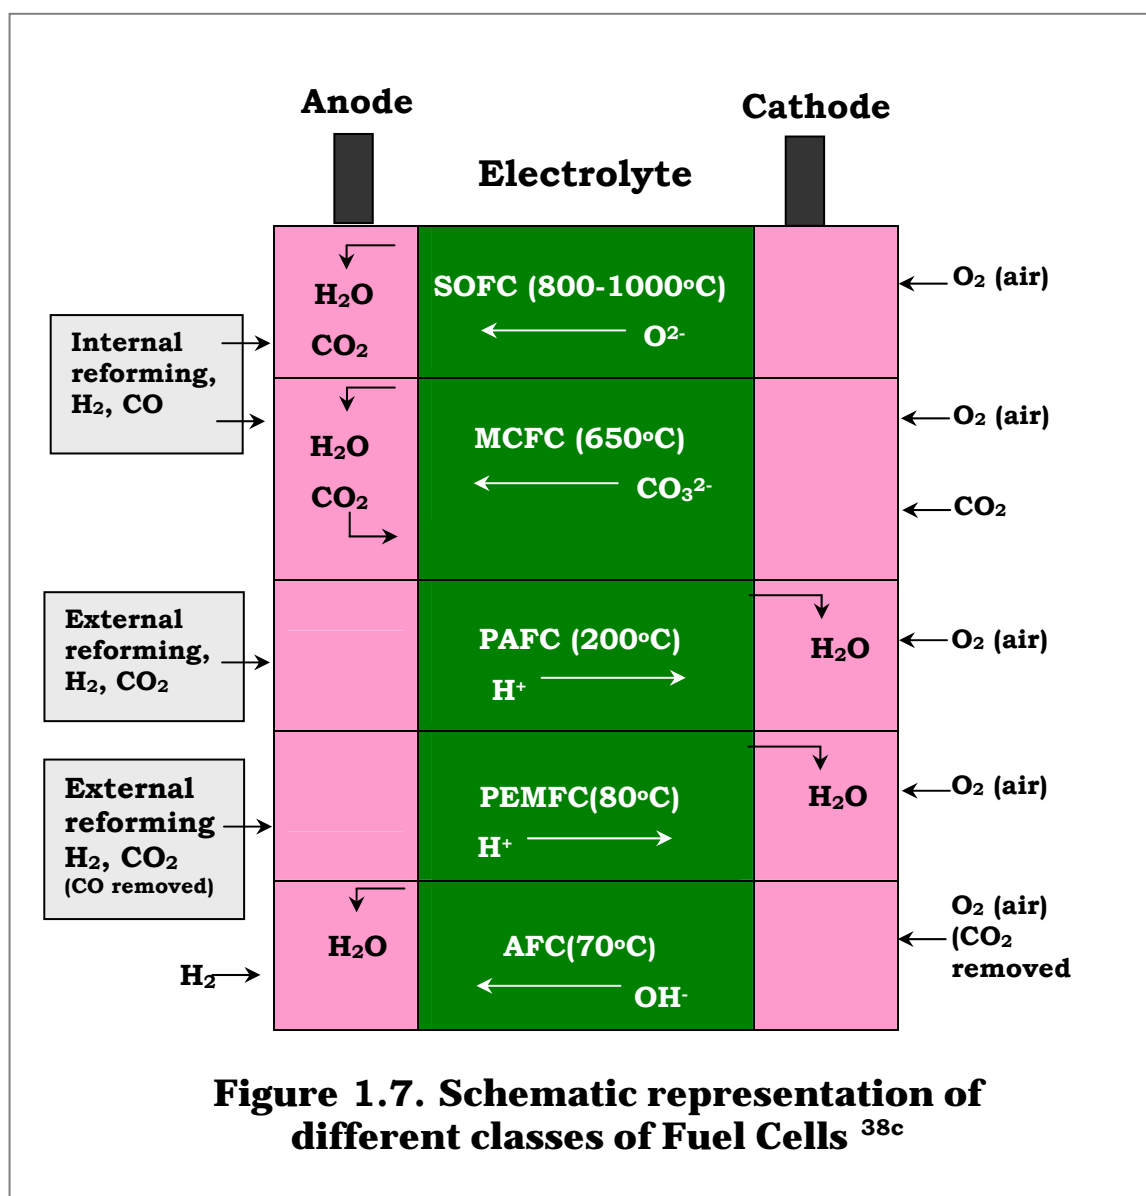 Anode
Cathode
Electrolyte
H₂O
CO₂
SOFC (800-1000ºC)
O²⁻
O₂ (air)
Internal
reforming,
H₂, CO
H₂O
CO₂
MCFC (650ºC)
CO₃²⁻
O₂ (air)
CO₂
External
reforming,
H₂, CO₂
PAFC (200ºC)
H⁺
H₂O
O₂ (air)
External
reforming
H₂, CO₂
(CO removed)
PEMFC(80ºC)
H⁺
H₂O
O₂ (air)
H₂
H₂O
AFC(70ºC)
OH⁻
O₂ (air)
(CO₂
removed
Figure 1.7. Schematic representation of
different classes of Fuel Cells ³⁸ᶜ